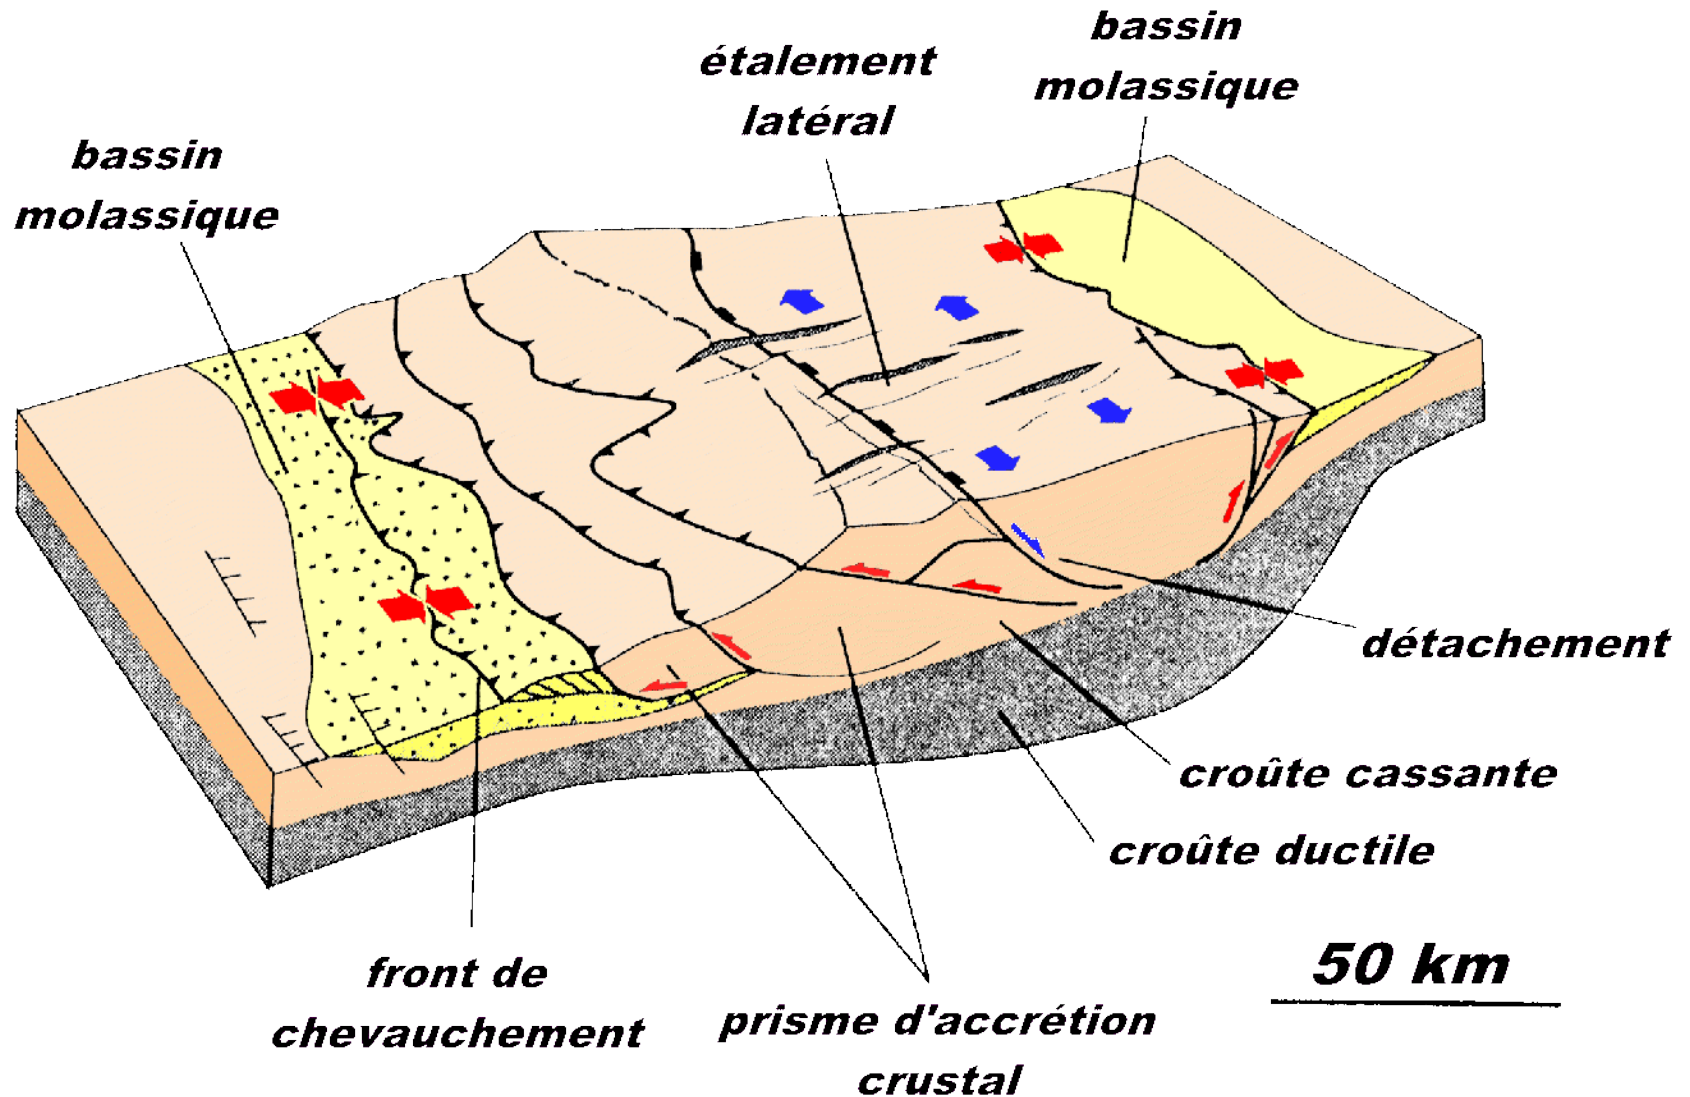 bassin
molassique
étalement
latéral
bassin
molassique
détachement
croûte cassante
croûte ductile
50 km
front de
chevauchement
prisme d'accrétion
crustal